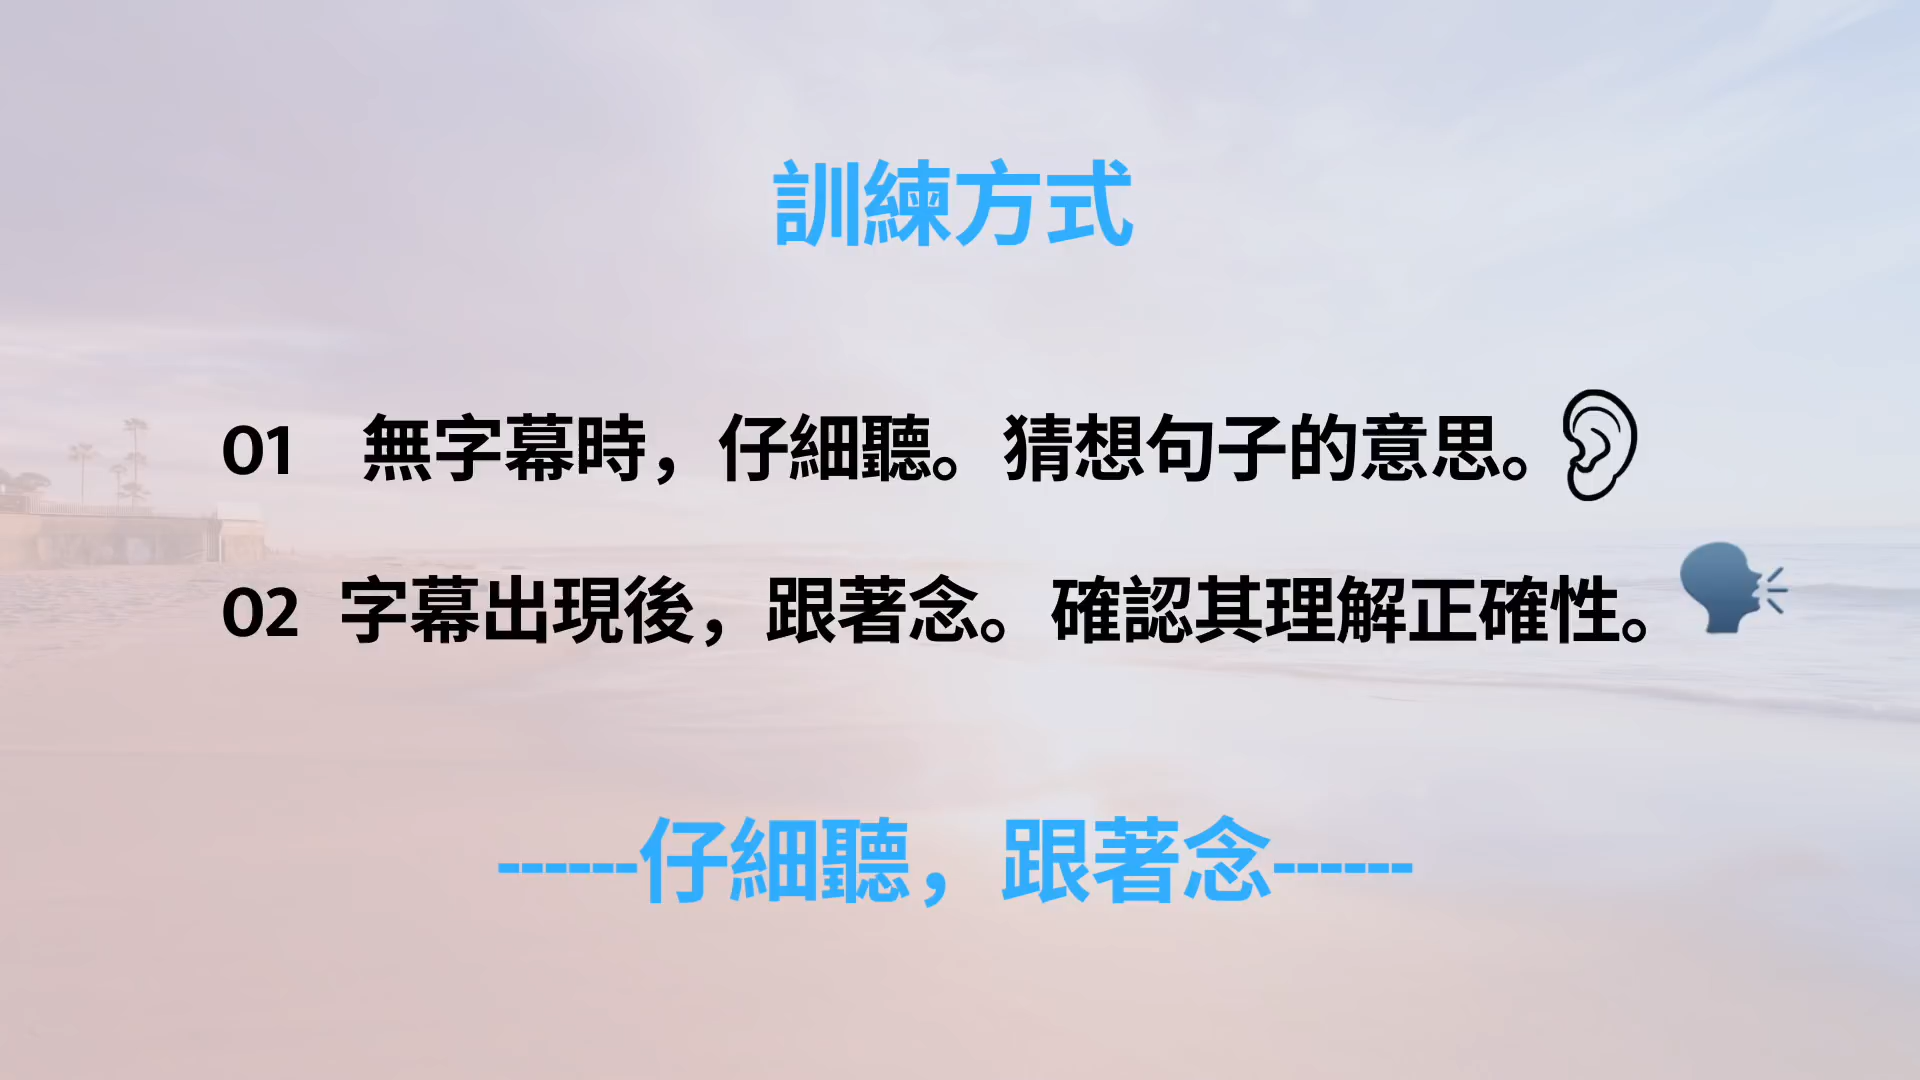 訓練方式
01 無字幕時，仔細聽。猜想句子的意思。
02 字幕出現後，跟著念。確認其理解正確性。
------仔細聽，跟著念------